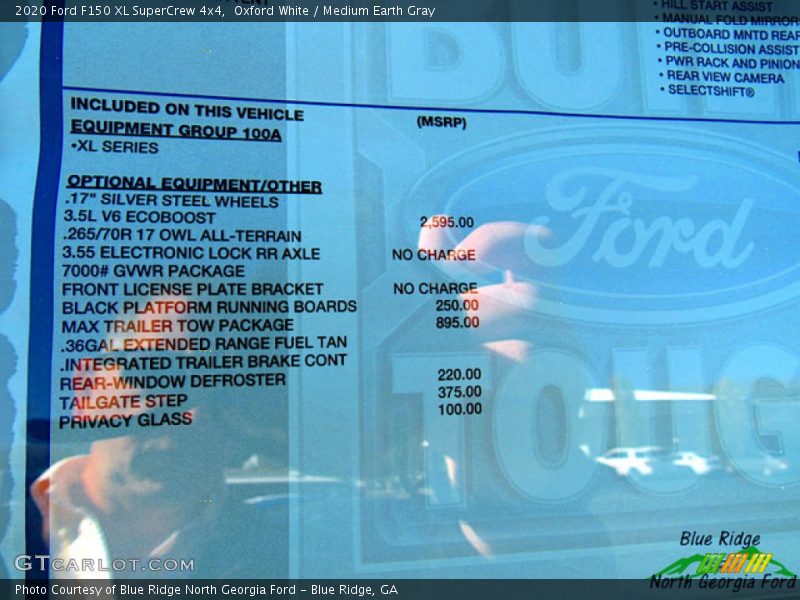 2020 Ford F150 XL SuperCrew 4x4,  Oxford White / Medium Earth Gray
• HILL START ASSIST
• MANUAL FOLD MIRROR
• OUTBOARD MNTD REAR
• PRE-COLLISION ASSIST
• PWR RACK AND PINION
• REAR VIEW CAMERA
• SELECTSHIFT®
INCLUDED ON THIS VEHICLE (MSRP)
EQUIPMENT GROUP 100A
•XL SERIES
OPTIONAL EQUIPMENT/OTHER
.17" SILVER STEEL WHEELS
3.5L V6 ECOBOOST 2,595.00
.265/70R 17 OWL ALL-TERRAIN
3.55 ELECTRONIC LOCK RR AXLE NO CHARGE
7000# GVWR PACKAGE
FRONT LICENSE PLATE BRACKET NO CHARGE
BLACK PLATFORM RUNNING BOARDS 250.00
MAX TRAILER TOW PACKAGE 895.00
.36GAL EXTENDED RANGE FUEL TAN
.INTEGRATED TRAILER BRAKE CONT
REAR-WINDOW DEFROSTER 220.00
TAILGATE STEP 375.00
PRIVACY GLASS 100.00
Ford
TOUG
GTCARLOT.COM
Blue Ridge
North Georgia Ford
Photo Courtesy of Blue Ridge North Georgia Ford – Blue Ridge, GA